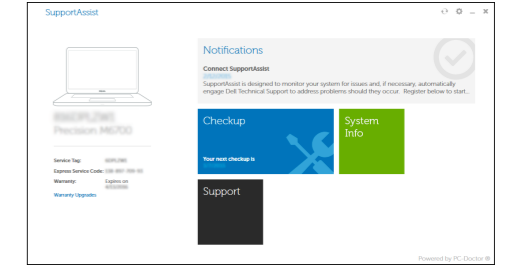 SupportAssist
Notifications
Connect SupportAssist
SupportAssist is designed to monitor your system for issues and, if necessary, automatically
engage Dell Technical Support to address problems should they occur. Register below to start...
Precision M6700
Checkup
Your next checkup is
System
Info
Service Tag:
Express Service Code:
Warranty: Expires on
Warranty Upgrades
Support
Powered by PC-Doctor ®